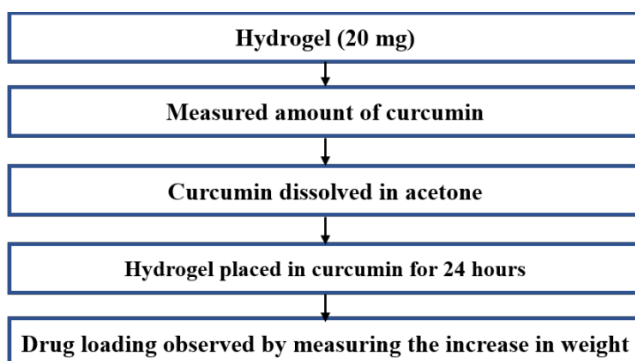 Hydrogel (20 mg)
Measured amount of curcumin
Curcumin dissolved in acetone
Hydrogel placed in curcumin for 24 hours
Drug loading observed by measuring the increase in weight